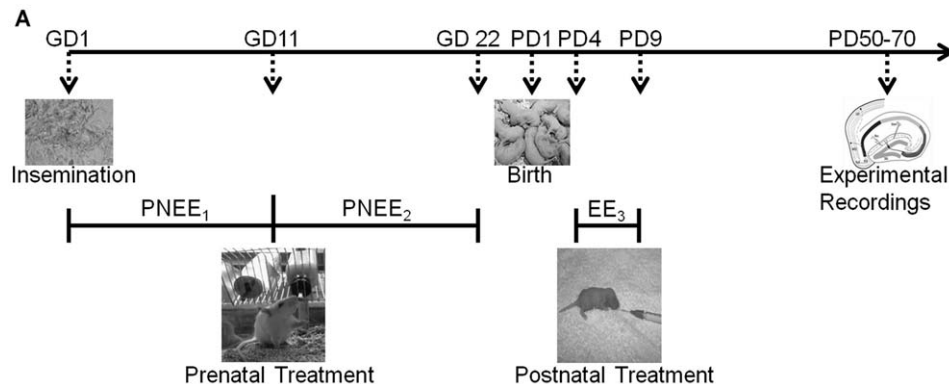 A
GD1 GD11 GD 22 PD1 PD4 PD9 PD50-70
Insemination
Birth
Experimental
Recordings
PNEE₁ PNEE₂ EE₃
Prenatal Treatment
Postnatal Treatment